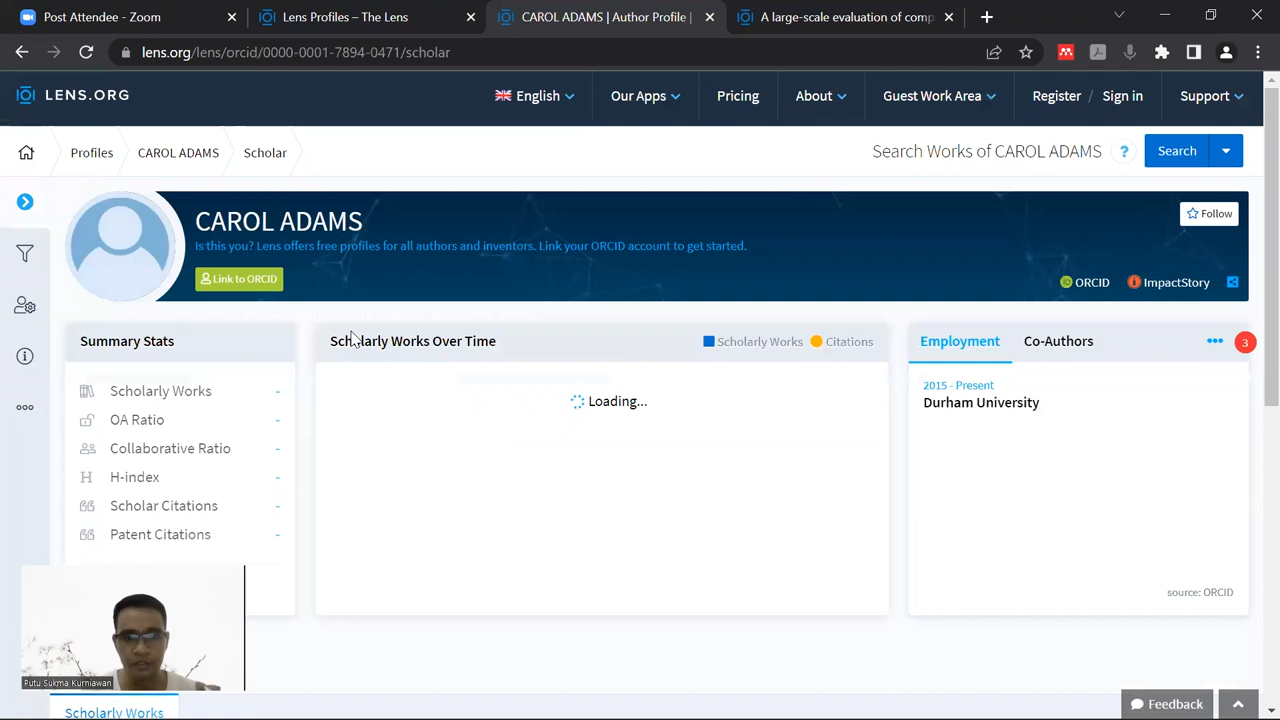 Post Attendee - Zoom
Lens Profiles – The Lens
CAROL ADAMS | Author Profile |
A large-scale evaluation of comp
lens.org/lens/orcid/0000-0001-7894-0471/scholar
LENS.ORG
English
Our Apps
Pricing
About
Guest Work Area
Register / Sign in
Support
Profiles
CAROL ADAMS
Scholar
Search Works of CAROL ADAMS
?
Search
CAROL ADAMS
Follow
Is this you? Lens offers free profiles for all authors and inventors. Link your ORCID account to get started.
Link to ORCID
ORCID
ImpactStory
Summary Stats
Scholarly Works -
OA Ratio -
Collaborative Ratio -
H-index -
Scholar Citations -
Patent Citations -
Scholarly Works Over Time
Scholarly Works
Citations
Loading...
Employment
Co-Authors
3
2015 - Present
Durham University
source: ORCID
Putu Sukma Kurniawan
Scholarly Works
Feedback